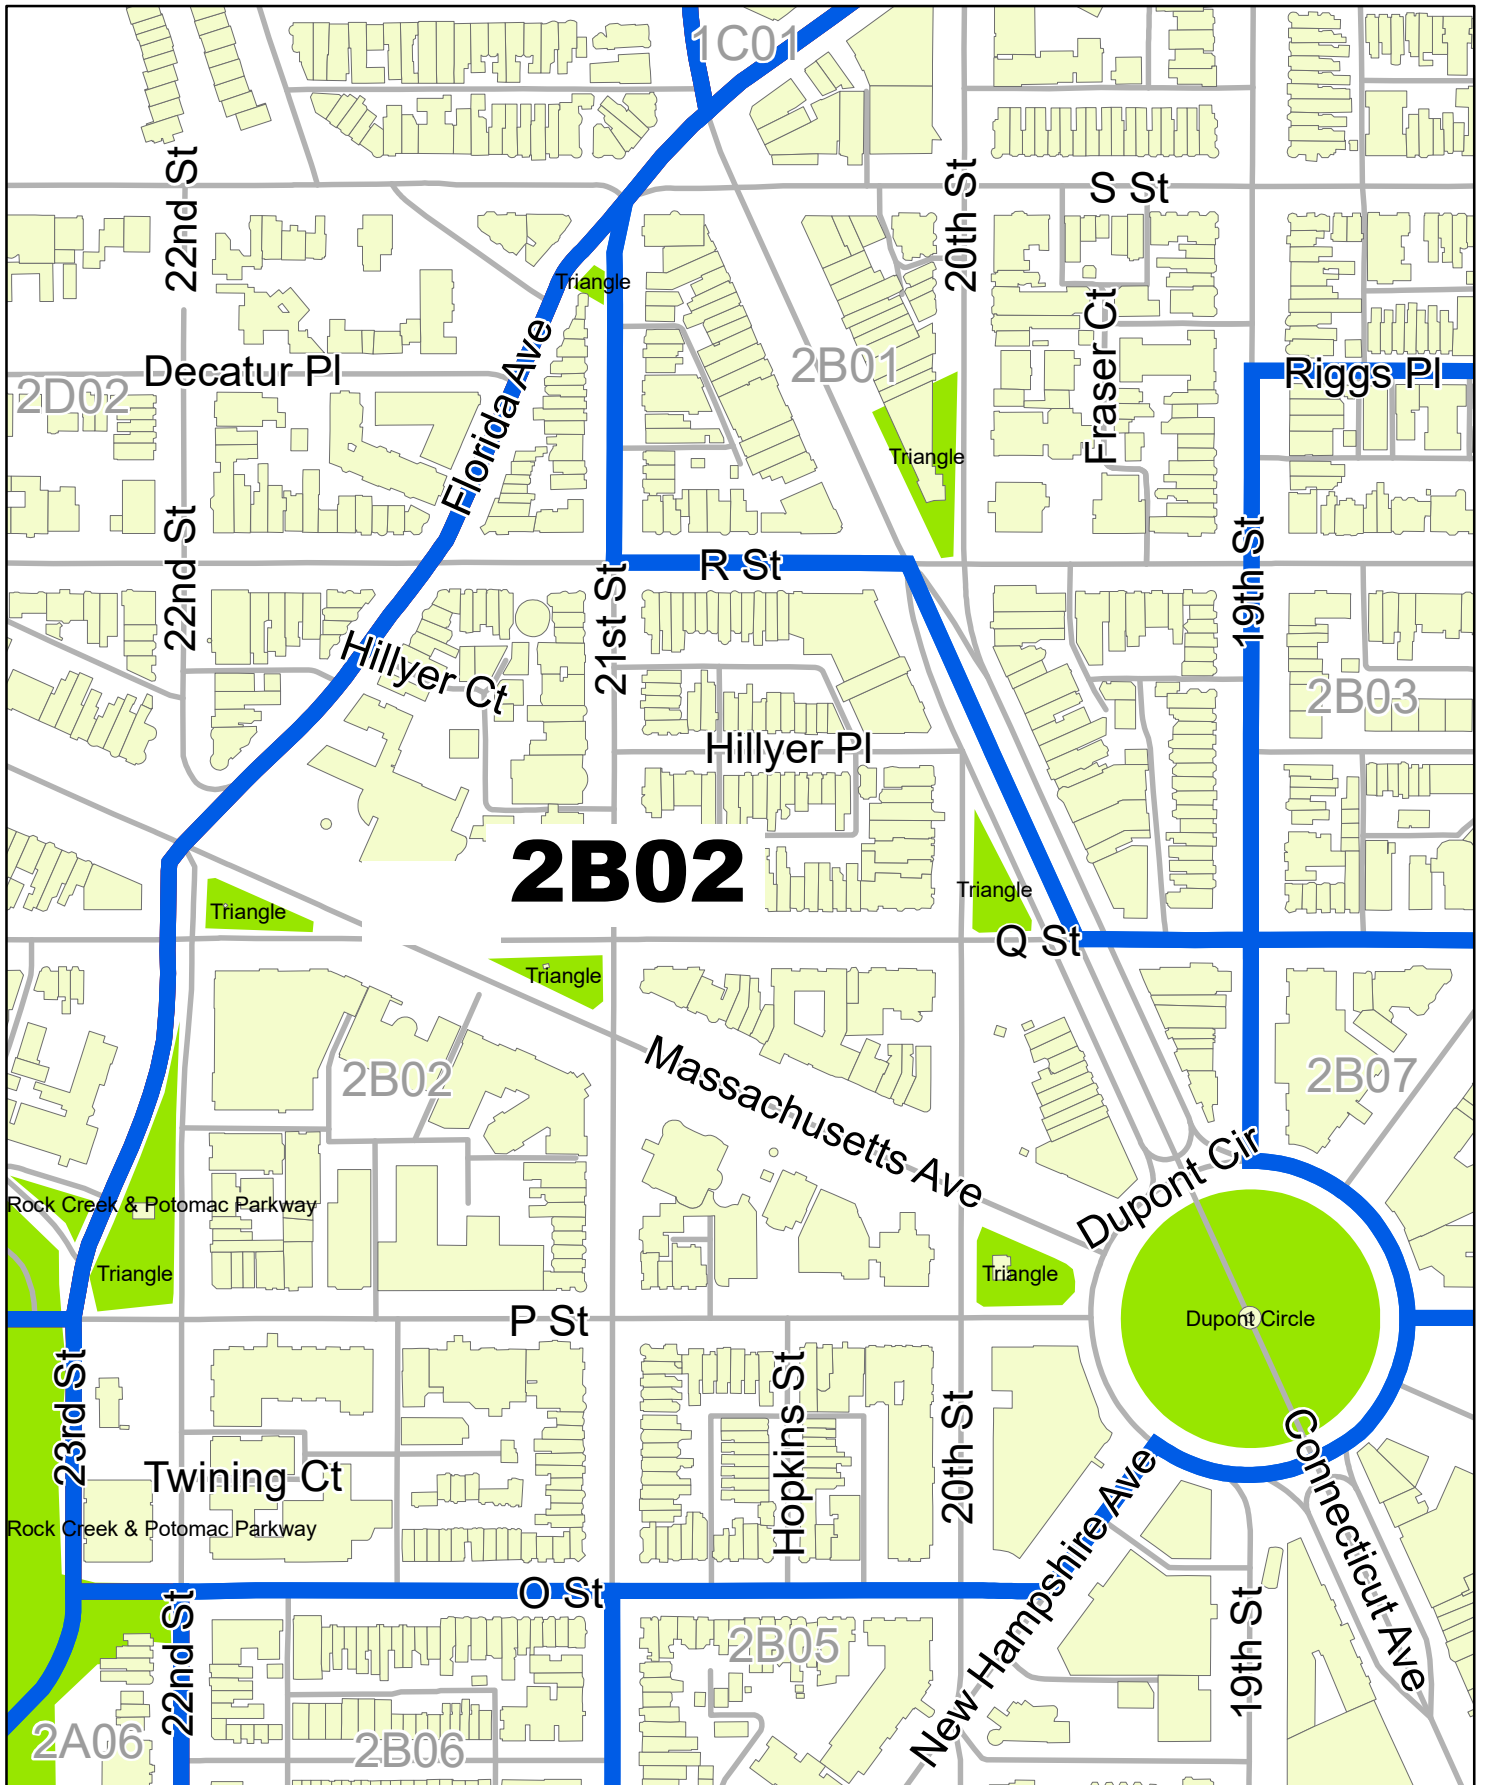 1C01
22nd St
20th St
S St
Triangle
Florida Ave
Fraser Ct
2B01
Decatur Pl
2D02
Riggs Pl
Triangle
22nd St
19th St
R St
21st St
Hillyer Ct
2B03
Hillyer Pl
2B02
Triangle
Triangle
Q St
Triangle
Massachusetts Ave
2B02
2B07
Dupont Cir
Rock Creek & Potomac Parkway
Triangle
Triangle
P St
Dupont Circle
23rd St
Hopkins St
20th St
Connecticut Ave
Twining Ct
Rock Creek & Potomac Parkway
New Hampshire Ave
O St
22nd St
19th St
2B05
2A06
2B06